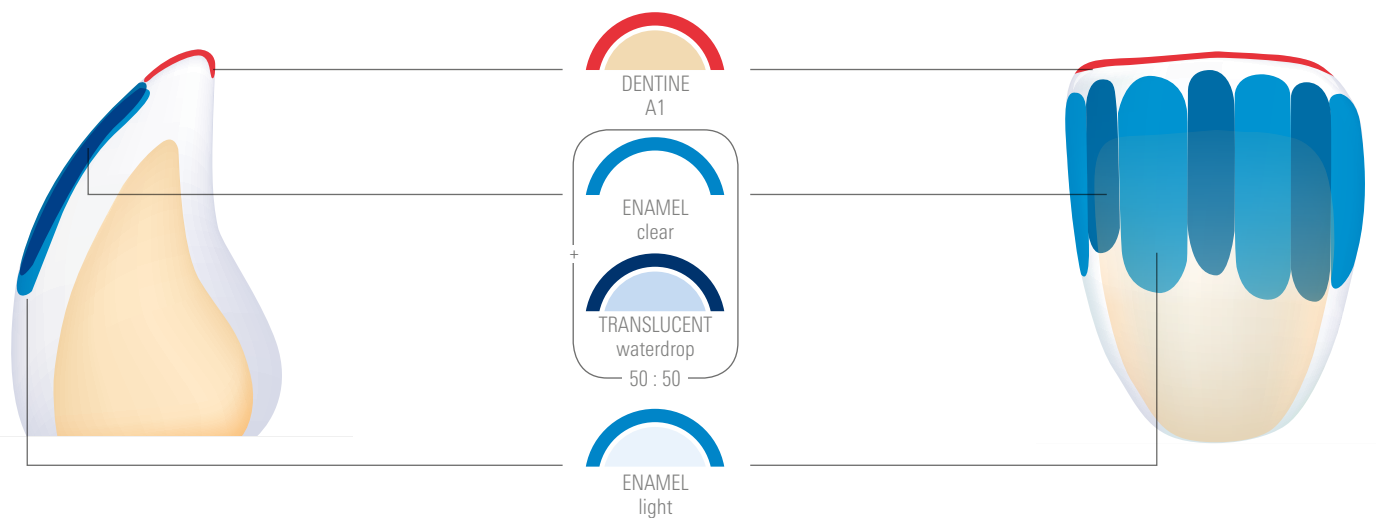 DENTINE
A1
ENAMEL
clear
+
TRANSLUCENT
waterdrop
50 : 50
ENAMEL
light